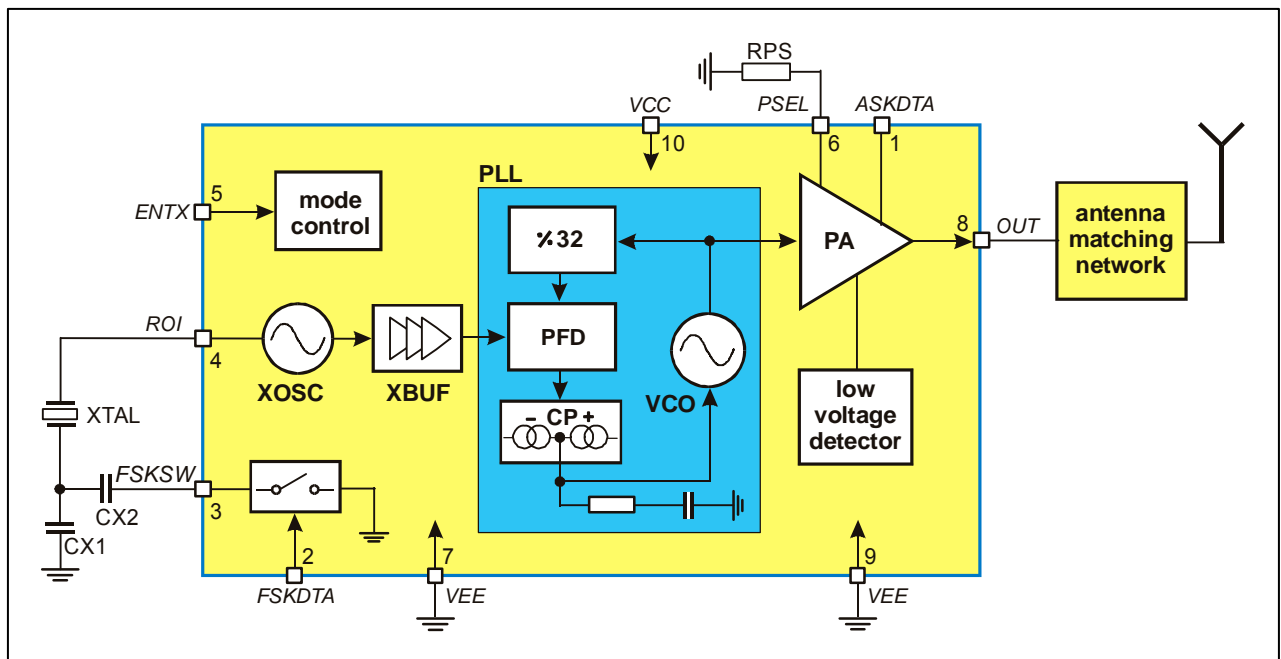 RPS
VCC
PSEL
ASKDTA
10
6
1
PLL
5
ENTX
mode
control
%32
PA
8
OUT
antenna
matching
network
ROI
4
XOSC
XBUF
PFD
VCO
low
voltage
detector
XTAL
- CP +
FSKSW
3
CX2
CX1
2
7
9
FSKDTA
VEE
VEE